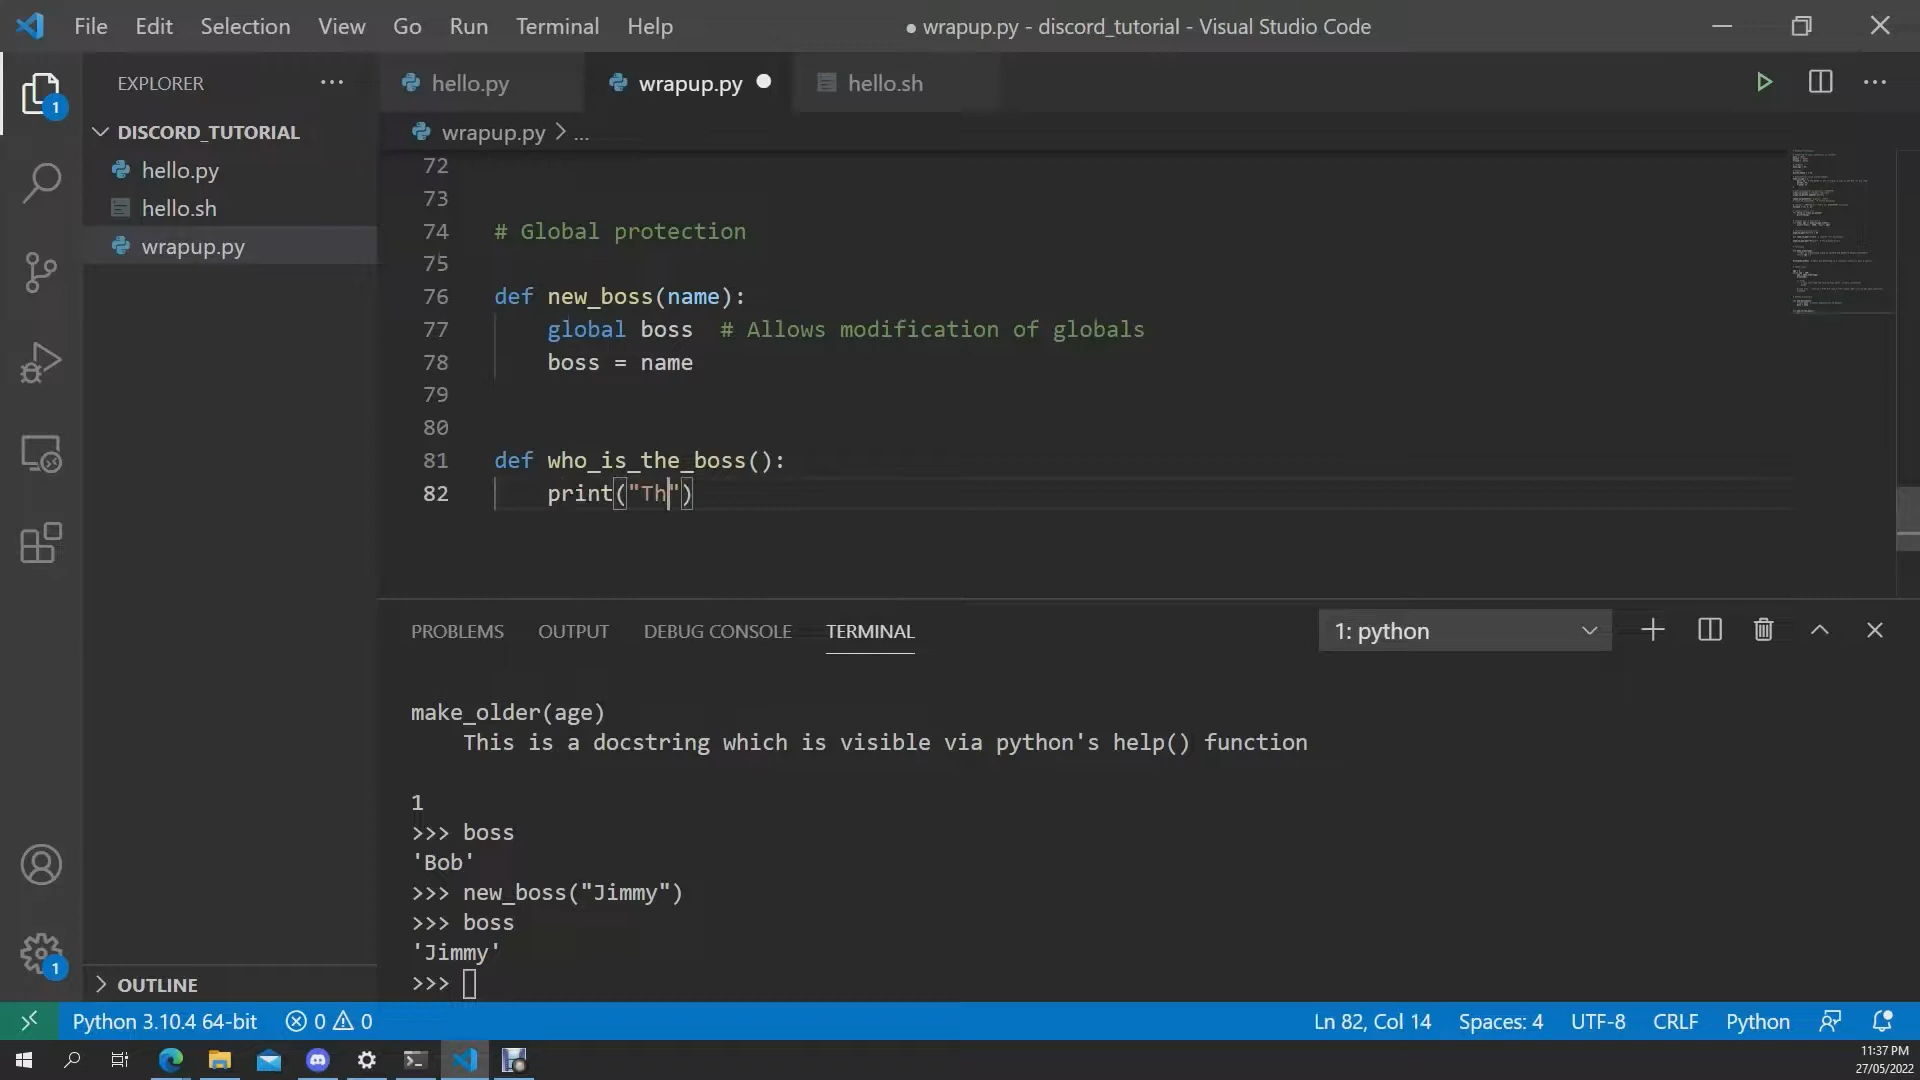 File Edit Selection View Go Run Terminal Help ● wrapup.py - discord_tutorial - Visual Studio Code
EXPLORER ...
hello.py wrapup.py hello.sh
1
DISCORD_TUTORIAL
wrapup.py > ...
hello.py
hello.sh
wrapup.py
72
73
74 # Global protection
75
76 def new_boss(name):
77 global boss # Allows modification of globals
78 boss = name
79
80
81 def who_is_the_boss():
82 print("Th")
PROBLEMS OUTPUT DEBUG CONSOLE TERMINAL 1: python
make_older(age)
This is a docstring which is visible via python's help() function
1
>>> boss
'Bob'
>>> new_boss("Jimmy")
>>> boss
'Jimmy'
>>>
1
OUTLINE
Python 3.10.4 64-bit 0 0 Ln 82, Col 14 Spaces: 4 UTF-8 CRLF Python
11:37 PM
27/05/2022